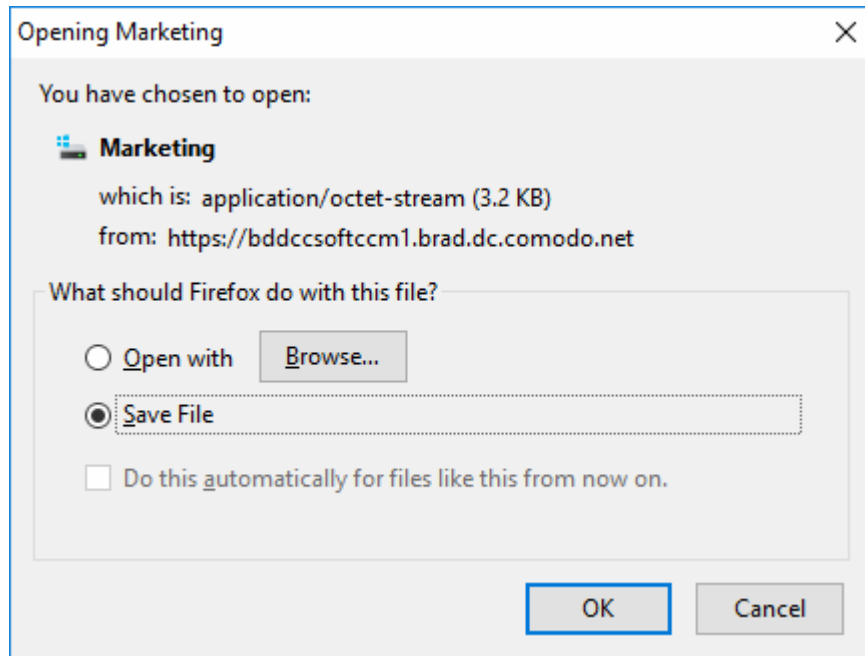 Opening Marketing
You have chosen to open:
Marketing
which is: application/octet-stream (3.2 KB)
from: https://bddccsoftccm1.brad.dc.comodo.net
What should Firefox do with this file?
Open with Browse...
Save File
Do this automatically for files like this from now on.
OK Cancel